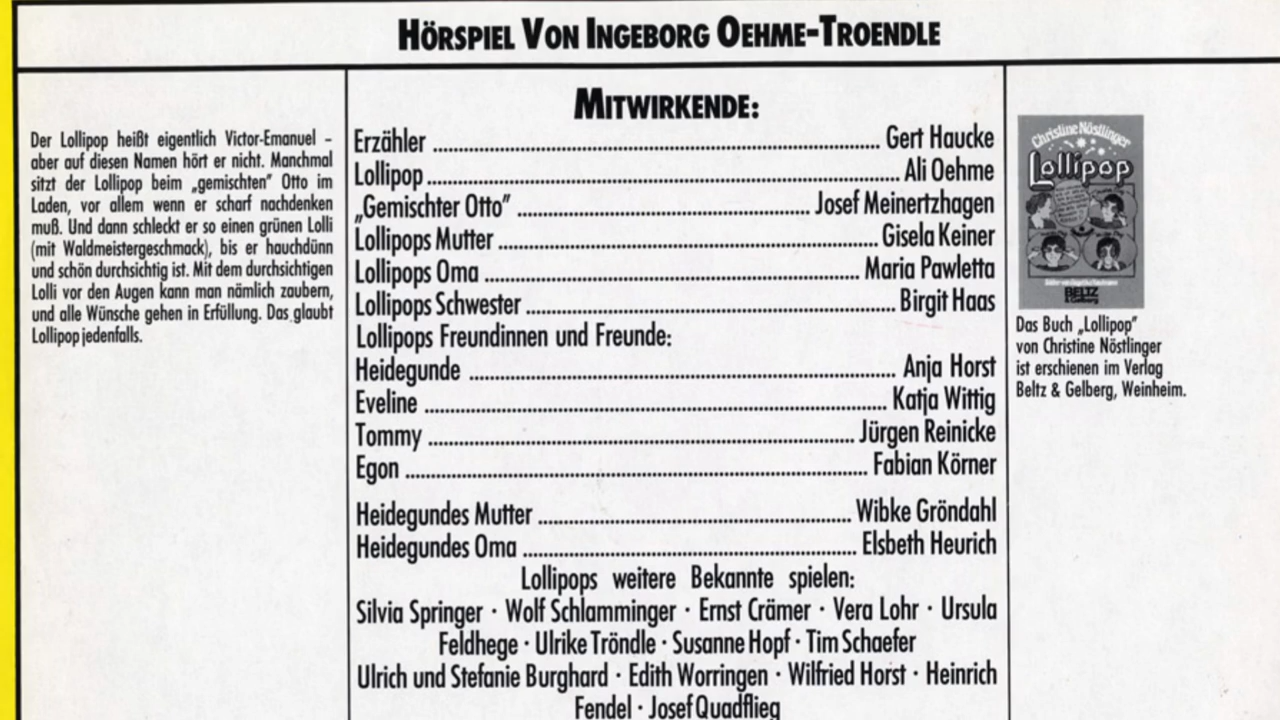 HÖRSPIEL VON INGEBORG OEHME-TROENDLE
Der Lollipop heißt eigentlich Victor-Emanuel –
aber auf diesen Namen hört er nicht. Manchmal
sitzt der Lollipop beim „gemischten" Otto im
Laden, vor allem wenn er scharf nachdenken
muß. Und dann schleckt er so einen grünen Lolli
(mit Waldmeistergeschmack), bis er hauchdünn
und schön durchsichtig ist. Mit dem durchsichtigen
Lolli vor den Augen kann man nämlich zaubern,
und alle Wünsche gehen in Erfüllung. Das glaubt
Lollipop jedenfalls.
MITWIRKENDE:
Erzähler ........ Gert Haucke
Lollipop ........ Ali Oehme
„Gemischter Otto" ........ Josef Meinertzhagen
Lollipops Mutter ........ Gisela Keiner
Lollipops Oma ........ Maria Pawletta
Lollipops Schwester ........ Birgit Haas
Lollipops Freundinnen und Freunde:
Heidegunde ........ Anja Horst
Eveline ........ Katja Wittig
Tommy ........ Jürgen Reinicke
Egon ........ Fabian Körner
Heidegundes Mutter ........ Wibke Gröndahl
Heidegundes Oma ........ Elsbeth Heurich
Lollipops weitere Bekannte spielen:
Silvia Springer · Wolf Schlamminger · Ernst Crämer · Vera Lohr · Ursula
Feldhege · Ulrike Tröndle · Susanne Hopf · Tim Schaefer
Ulrich und Stefanie Burghard · Edith Worringen · Wilfried Horst · Heinrich
Fendel · Josef Quadflieg
Christine Nöstlinger
Lollipop
BELTZ
& Gelberg
Das Buch „Lollipop"
von Christine Nöstlinger
ist erschienen im Verlag
Beltz & Gelberg, Weinheim.